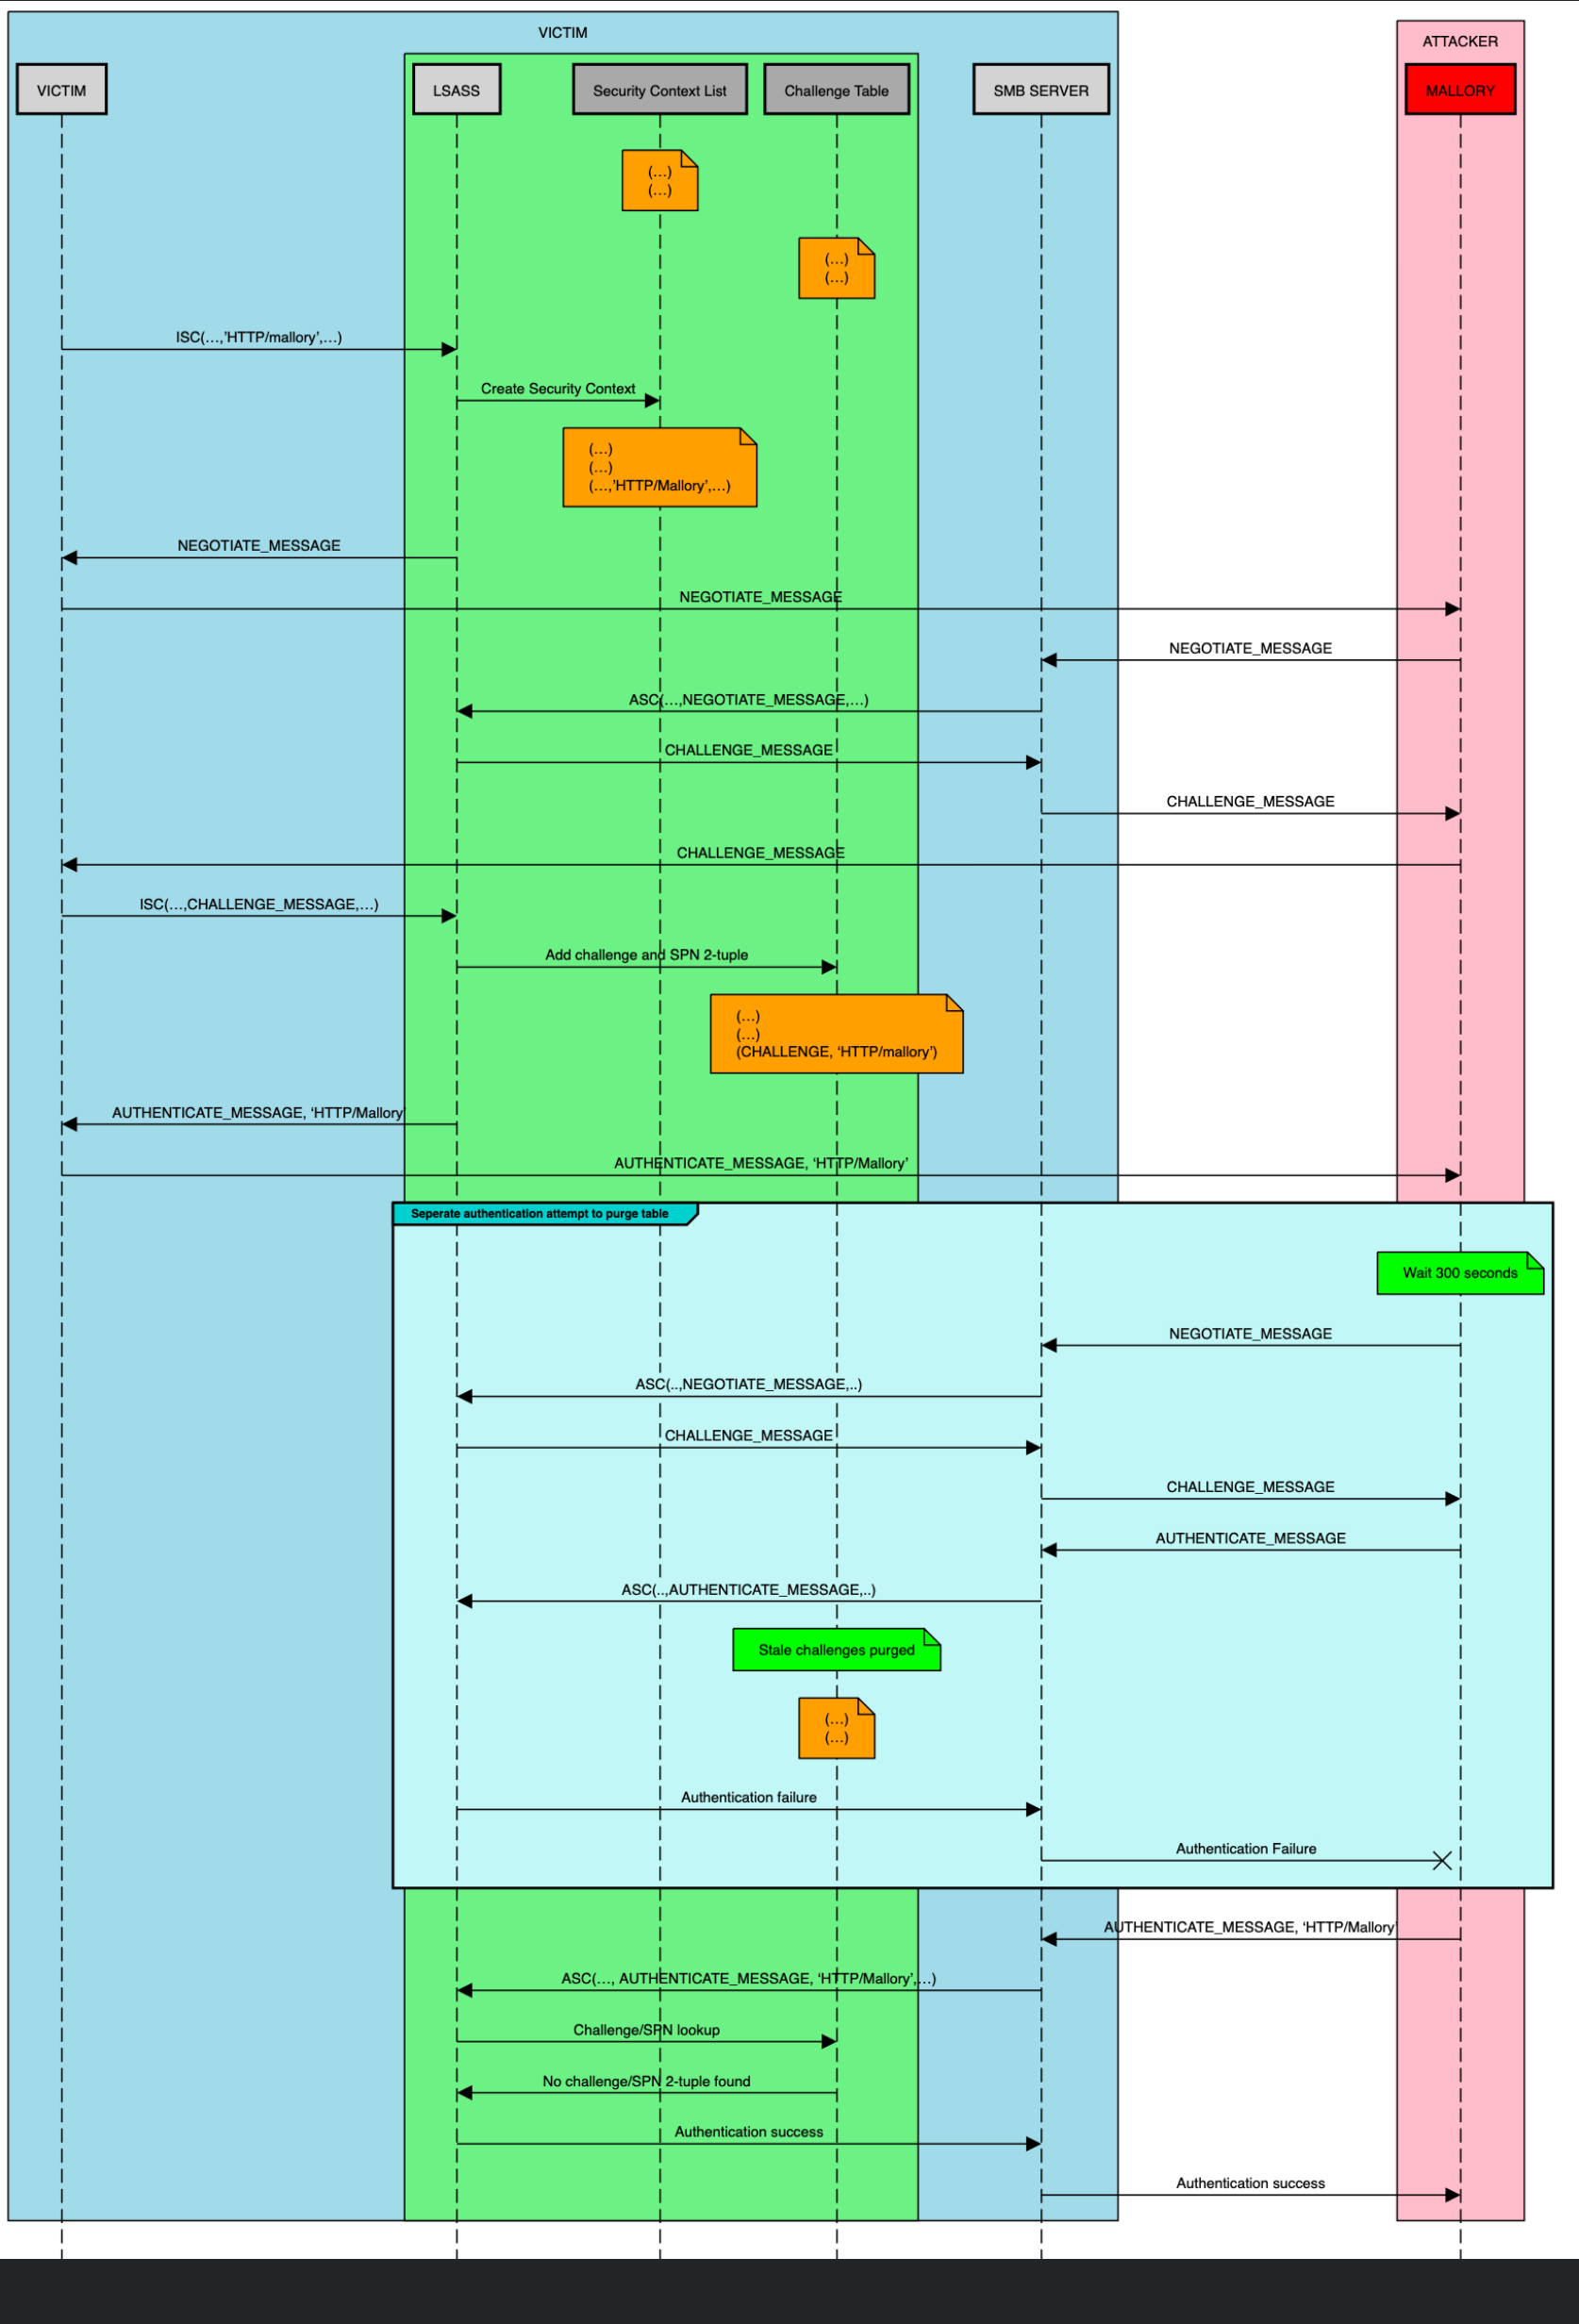 VICTIM
ATTACKER
VICTIM
LSASS
Security Context List
Challenge Table
SMB SERVER
MALLORY
(…)
(…)
(…)
(…)
ISC(…,’HTTP/mallory’,…)
Create Security Context
(…)
(…)
(…,’HTTP/Mallory’,…)
NEGOTIATE_MESSAGE
NEGOTIATE_MESSAGE
NEGOTIATE_MESSAGE
ASC(…,NEGOTIATE_MESSAGE,…)
CHALLENGE_MESSAGE
CHALLENGE_MESSAGE
CHALLENGE_MESSAGE
ISC(…,CHALLENGE_MESSAGE,…)
Add challenge and SPN 2-tuple
(…)
(…)
(CHALLENGE, ‘HTTP/mallory’)
AUTHENTICATE_MESSAGE, ‘HTTP/Mallory
AUTHENTICATE_MESSAGE, ‘HTTP/Mallory’
Seperate authentication attempt to purge table
Wait 300 seconds
NEGOTIATE_MESSAGE
ASC(..,NEGOTIATE_MESSAGE,..)
CHALLENGE_MESSAGE
CHALLENGE_MESSAGE
AUTHENTICATE_MESSAGE
ASC(..,AUTHENTICATE_MESSAGE,..)
Stale challenges purged
(…)
(…)
Authentication failure
Authentication Failure
AUTHENTICATE_MESSAGE, ‘HTTP/Mallory’
ASC(…, AUTHENTICATE_MESSAGE, ‘HTTP/Mallory’,…)
Challenge/SPN lookup
No challenge/SPN 2-tuple found
Authentication success
Authentication success